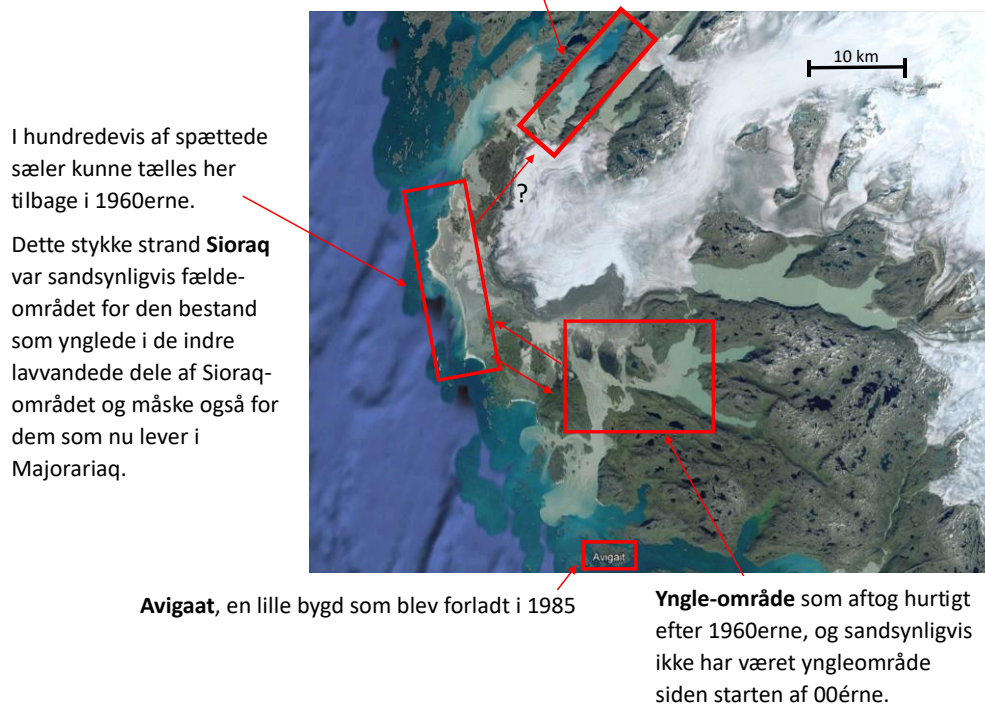 10 km
I hundredevis af spættede
sæler kunne tælles her
tilbage i 1960erne.
?
Dette stykke strand Sioraq
var sandsynligvis fælde-
området for den bestand
som ynglede i de indre
lavvandede dele af Sioraq-
området og måske også for
dem som nu lever i
Majorariaq.
Avigait
Avigaat, en lille bygd som blev forladt i 1985
Yngle-område som aftog hurtigt
efter 1960erne, og sandsynligvis
ikke har været yngleområde
siden starten af 00érne.